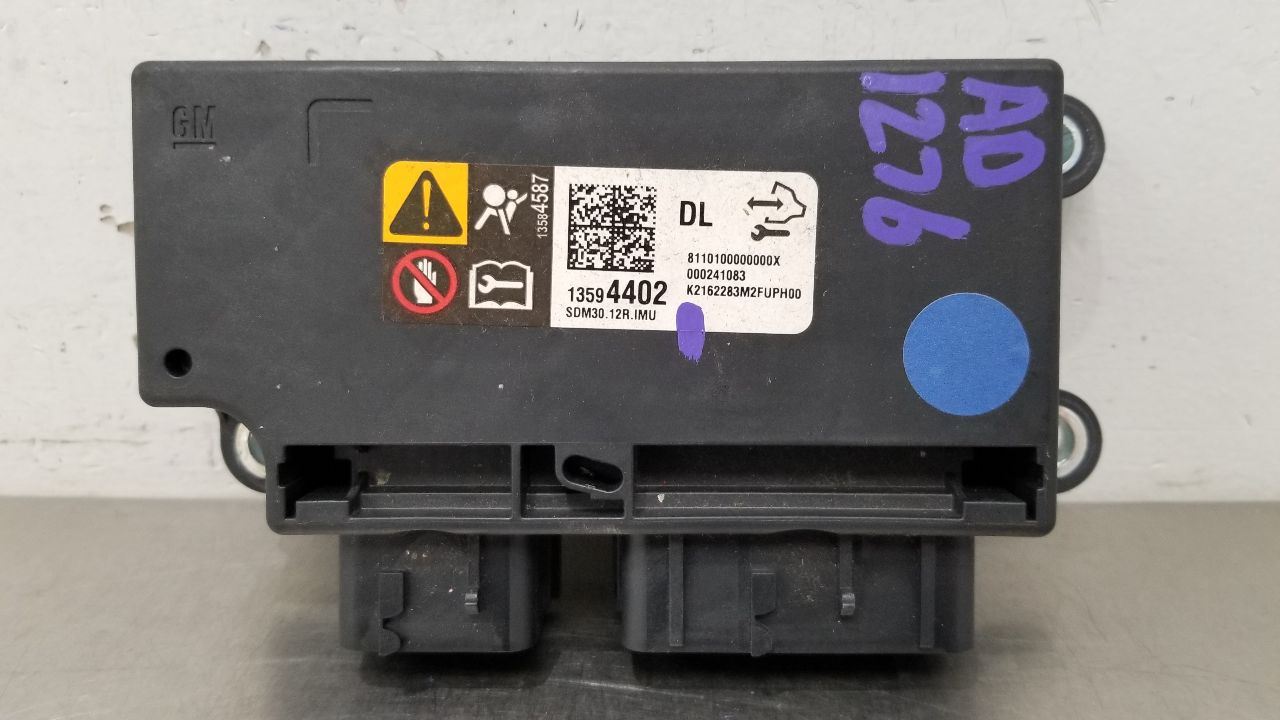 GM
13584587
DL
8110100000000X
000241083
K2162283M2FUPH00
13594402
SDM30.12R.IMU
AD
1276